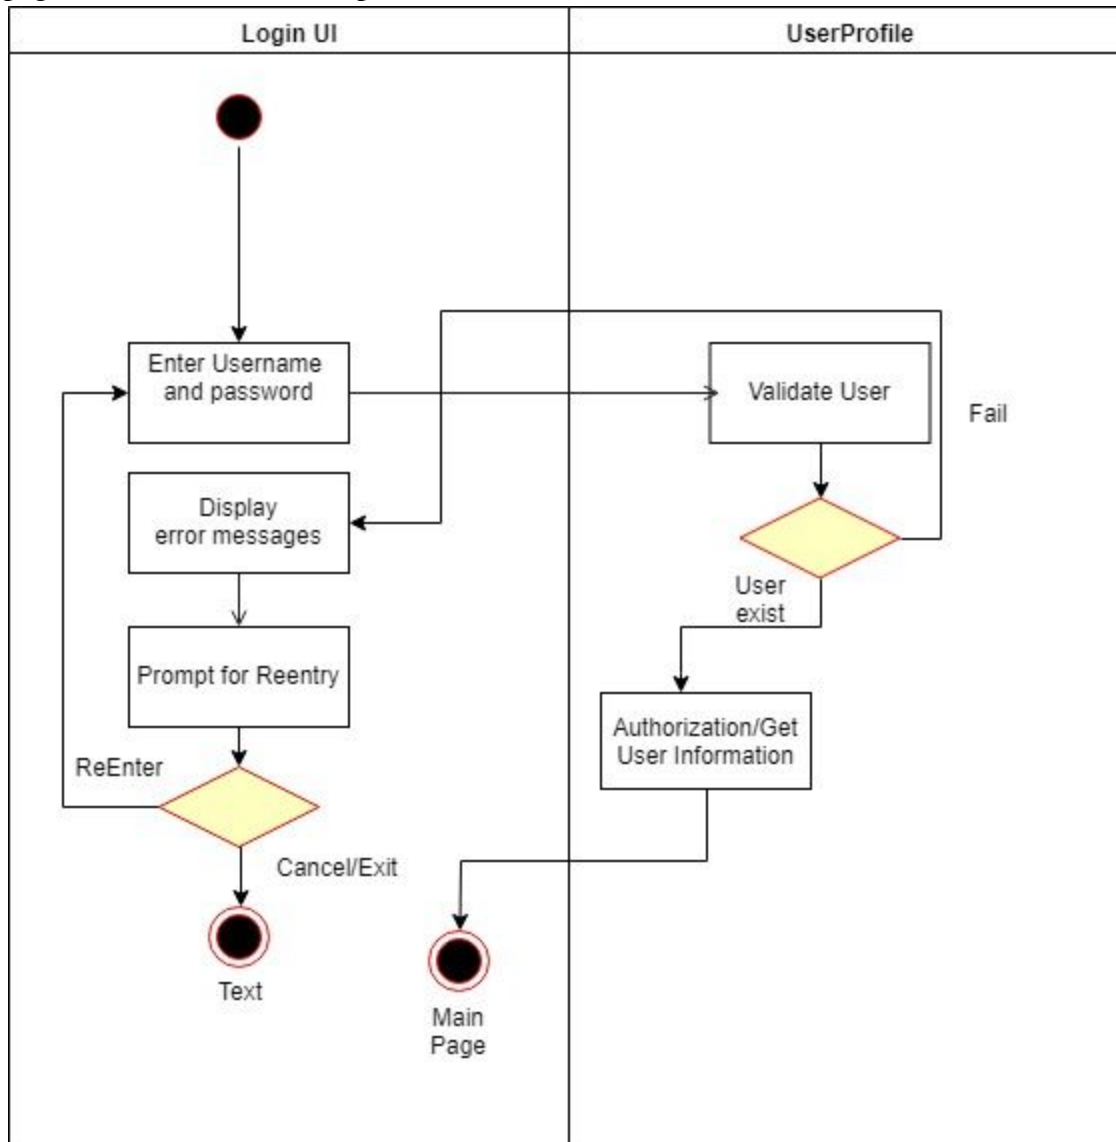 Login UI
UserProfile
Enter Username
and password
Validate User
Fail
Display
error messages
User
exist
Prompt for Reentry
Authorization/Get
User Information
ReEnter
Cancel/Exit
Text
Main
Page